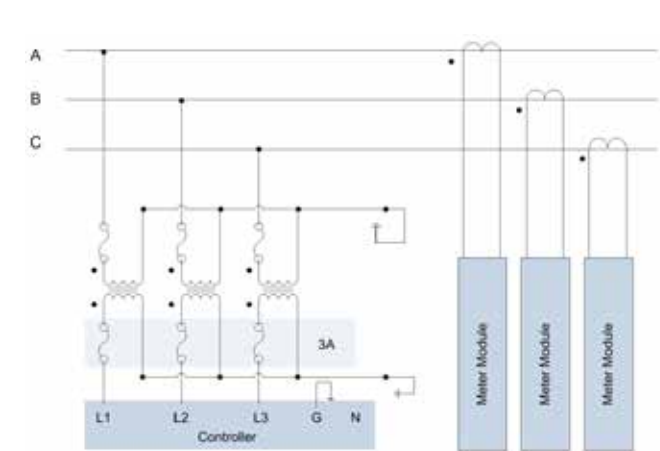 A
B
C
3A
L1 L2 L3 G N
Controller
Meter Module
Meter Module
Meter Module